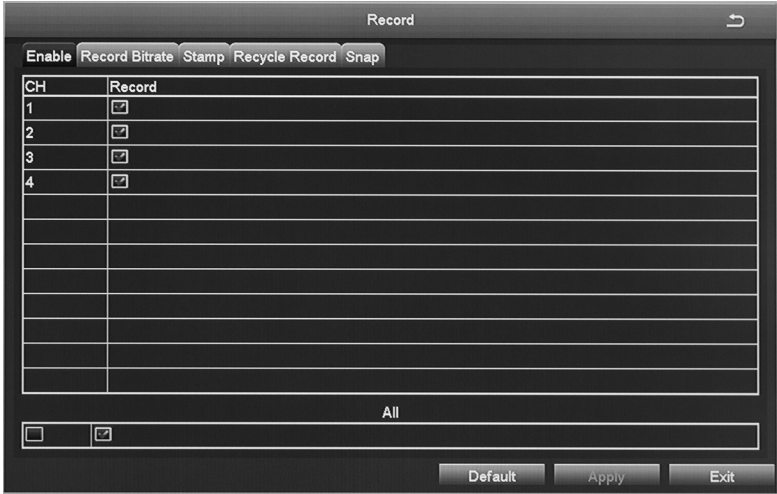 Record
Enable Record Bitrate Stamp Recycle Record Snap
CH Record
1
2
3
4
All
Default Apply Exit